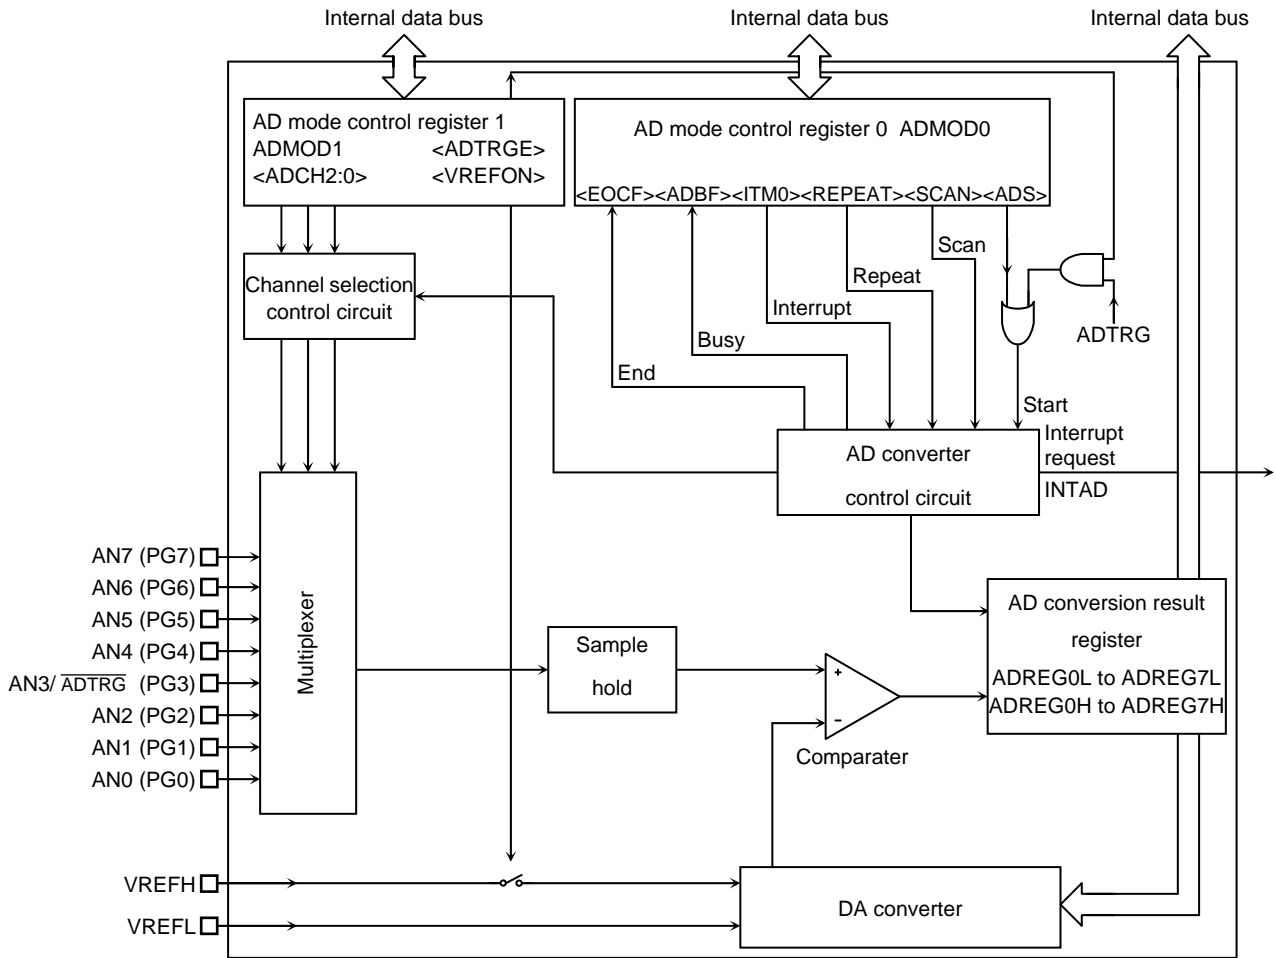 Internal data bus
Internal data bus
Internal data bus
AD mode control register 1
ADMOD1 <ADTRGE>
<ADCH2:0> <VREFON>
AD mode control register 0 ADMOD0
<EOCF><ADBF><ITM0><REPEAT><SCAN><ADS>
Channel selection
control circuit
Scan
Repeat
Interrupt
Busy
End
ADTRG
Start
AD converter
control circuit
Interrupt
request
INTAD
AN7 (PG7)
AN6 (PG6)
AN5 (PG5)
AN4 (PG4)
AN3/ ADTRG (PG3)
AN2 (PG2)
AN1 (PG1)
AN0 (PG0)
Multiplexer
Sample
hold
+
−
Comparater
AD conversion result
register
ADREG0L to ADREG7L
ADREG0H to ADREG7H
VREFH
VREFL
DA converter